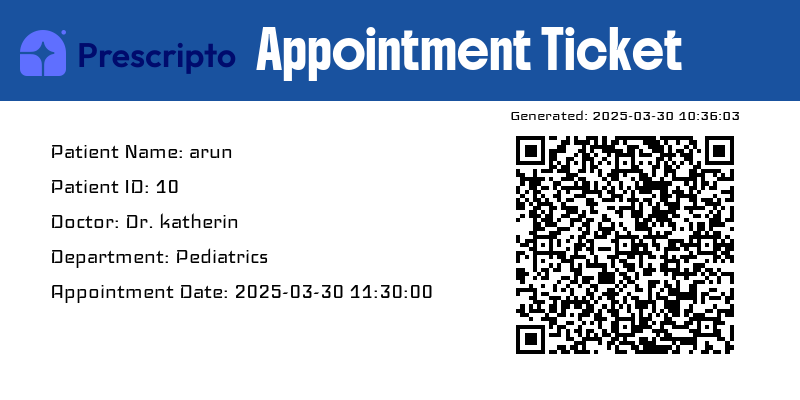 Prescripto Appointment Ticket
Generated: 2025-03-30 10:36:03
Patient Name: arun
Patient ID: 10
Doctor: Dr. katherin
Department: Pediatrics
Appointment Date: 2025-03-30 11:30:00